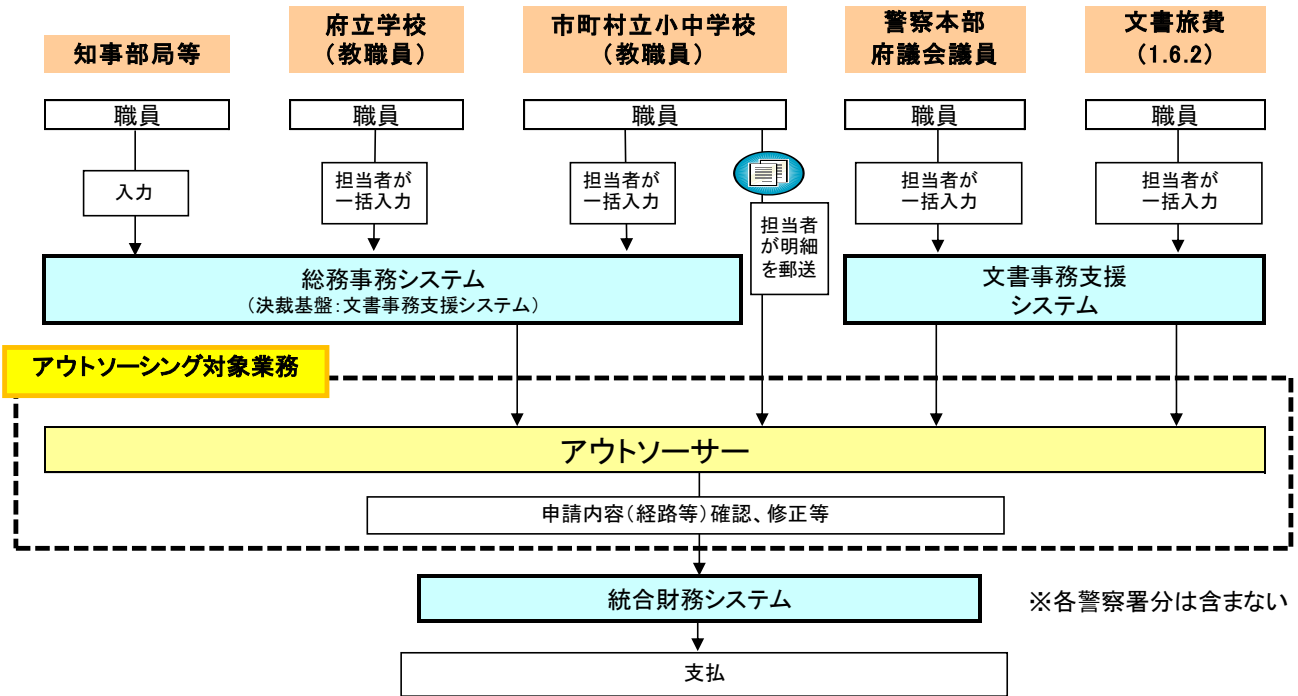 知事部局等
府立学校
（教職員）
市町村立小中学校
（教職員）
警察本部
府議会議員
文書旅費
（1.6.2）
職員
職員
職員
職員
職員
入力
担当者が
一括入力
担当者が
一括入力
担当者
が明細
を郵送
担当者が
一括入力
担当者が
一括入力
総務事務システム
（決裁基盤：文書事務支援システム）
文書事務支援
システム
アウトソーシング対象業務
アウトソーサー
申請内容（経路等）確認、修正等
統合財務システム
※各警察署分は含まない
支払